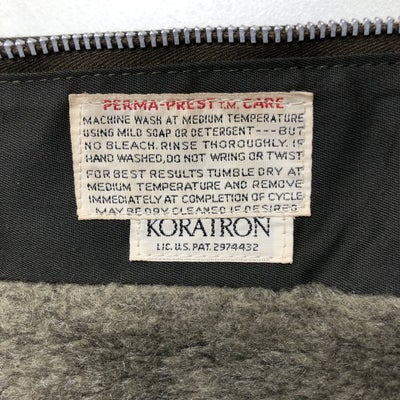 PERMA-PREST T.M. CARE
MACHINE WASH AT MEDIUM TEMPERATURE
USING MILD SOAP OR DETERGENT---BUT
NO BLEACH. RINSE THOROUGHLY. IF
HAND WASHED, DO NOT WRING OR TWIST
FOR BEST RESULTS TUMBLE DRY AT
MEDIUM TEMPERATURE AND REMOVE
IMMEDIATELY AT COMPLETION OF CYCLE
MAY BE DRY CLEANED IF DESIRED
KORATRON
LIC. U.S. PAT. 2974432